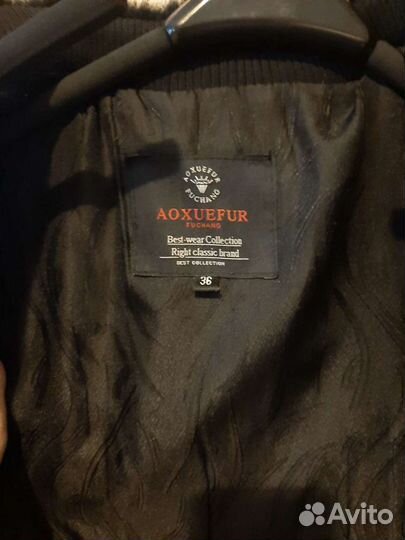 AOXUEFUR
FUCHANG
AOXUEFUR
FUCHANG
Best-wear Collection
Right classic brand
BEST COLLECTION
36
Avito